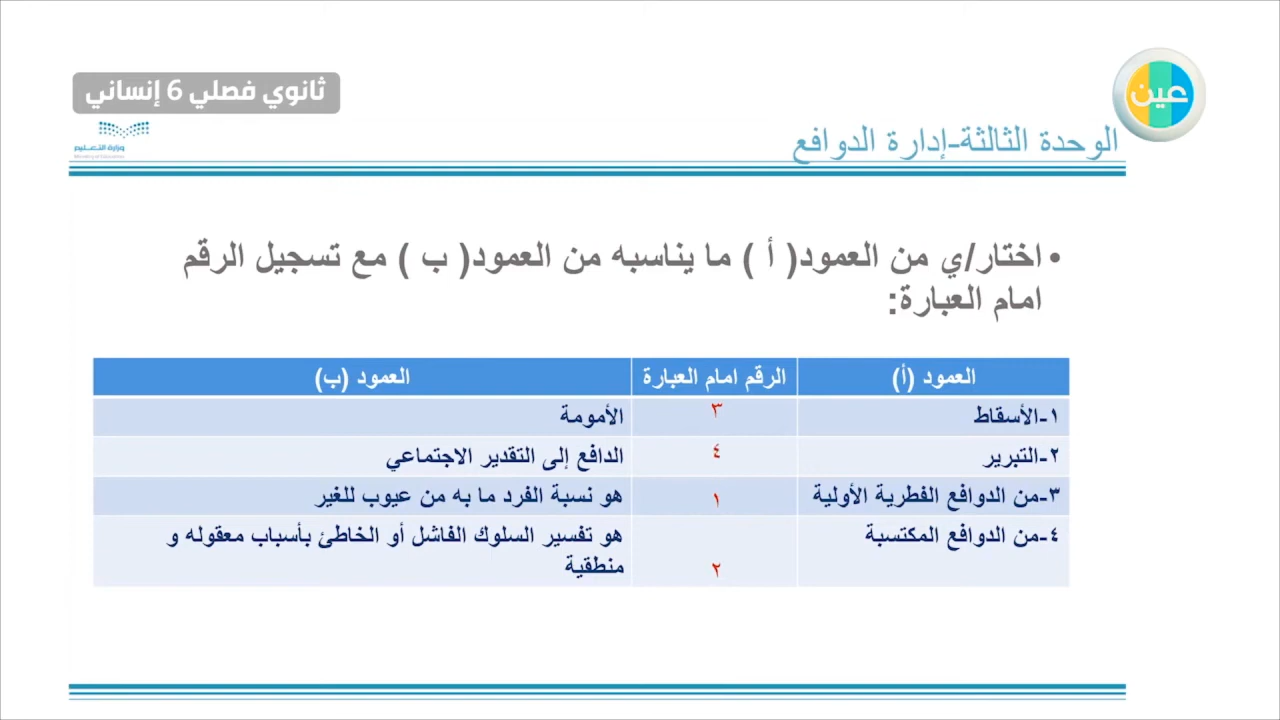 ثانوي فصلي 6 إنساني
عين
وزارة التعليم
Ministry of Education
الوحدة الثالثة-إدارة الدوافع
• اختار/ي من العمود( أ ) ما يناسبه من العمود( ب ) مع تسجيل الرقم
امام العبارة:
العمود (أ) الرقم امام العبارة العمود (ب)
١-الأسقاط ٣ الأمومة
٢-التبرير ٤ الدافع إلى التقدير الاجتماعي
٣-من الدوافع الفطرية الأولية ١ هو نسبة الفرد ما به من عيوب للغير
٤-من الدوافع المكتسبة هو تفسير السلوك الفاشل أو الخاطئ بأسباب معقوله و
٢ منطقية